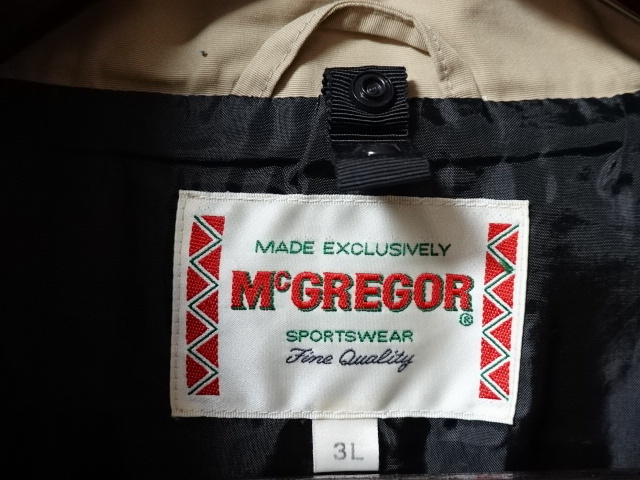 MADE EXCLUSIVELY
McGREGOR®
SPORTSWEAR
Fine Quality
3L